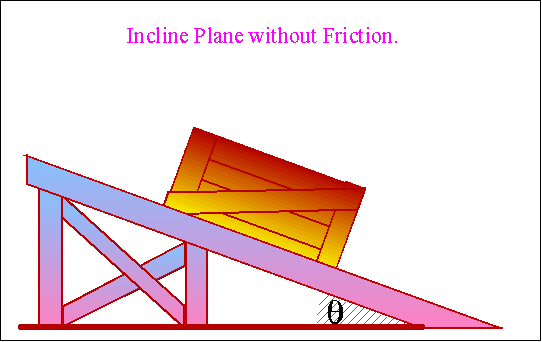 Incline Plane without Friction.
θ